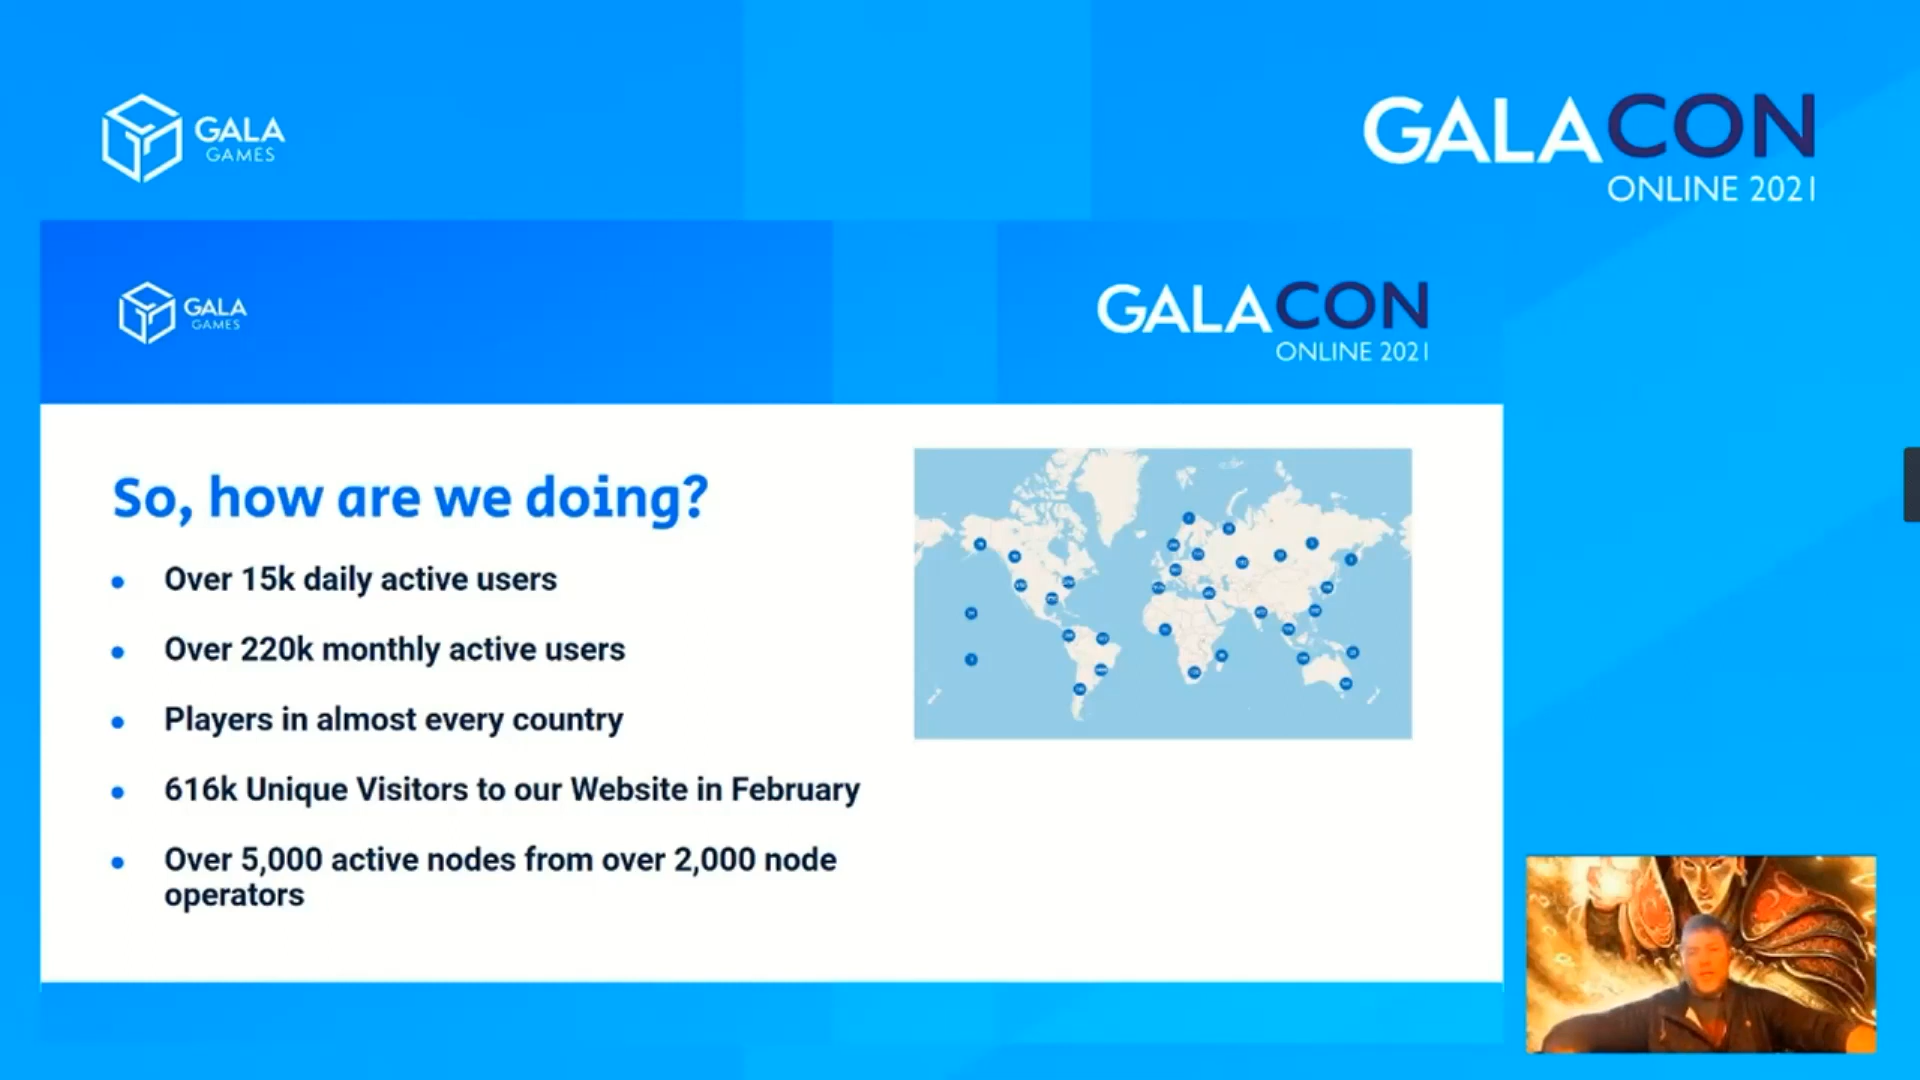 GALA
GAMES
GALACON
ONLINE 2021
GALA
GAMES
GALACON
ONLINE 2021
So, how are we doing?
Over 15k daily active users
Over 220k monthly active users
Players in almost every country
616k Unique Visitors to our Website in February
Over 5,000 active nodes from over 2,000 node
operators